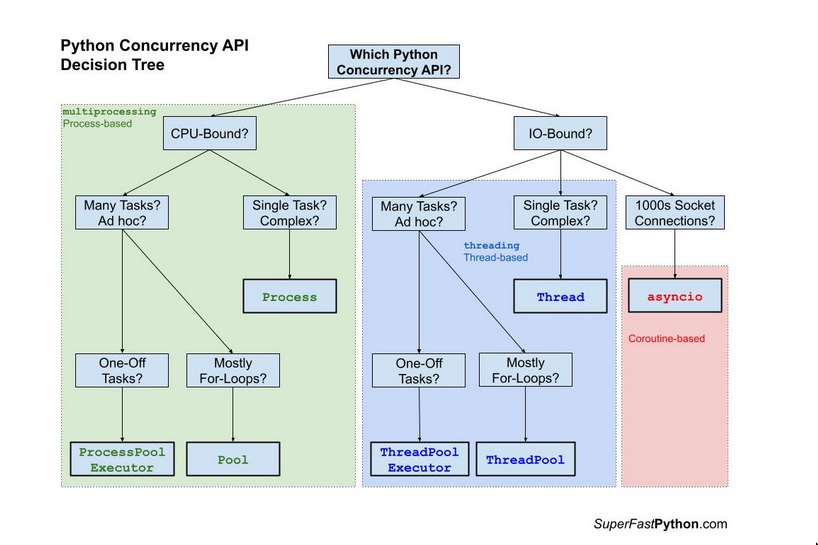 Python Concurrency API
Decision Tree
Which Python
Concurrency API?
multiprocessing
Process-based
CPU-Bound?
IO-Bound?
Many Tasks?
Ad hoc?
Single Task?
Complex?
Many Tasks?
Ad hoc?
Single Task?
Complex?
1000s Socket
Connections?
threading
Thread-based
Process
Thread
asyncio
Coroutine-based
One-Off
Tasks?
Mostly
For-Loops?
One-Off
Tasks?
Mostly
For-Loops?
ProcessPool
Executor
Pool
ThreadPool
Executor
ThreadPool
SuperFastPython.com